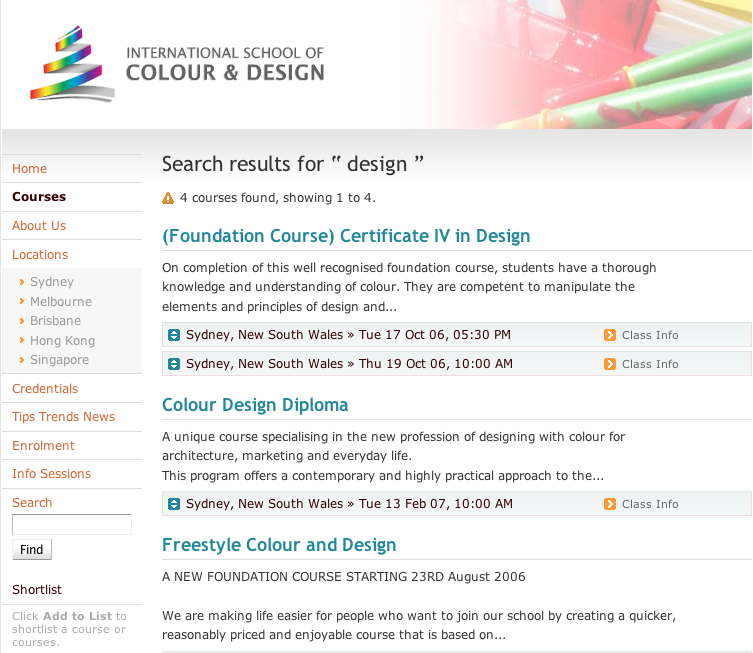 INTERNATIONAL SCHOOL OF
COLOUR & DESIGN
Home
Courses
About Us
Locations
Sydney
Melbourne
Brisbane
Hong Kong
Singapore
Credentials
Tips Trends News
Enrolment
Info Sessions
Search
Find
Shortlist
Click Add to List to
shortlist a course or
courses.
Search results for “ design ”
4 courses found, showing 1 to 4.
(Foundation Course) Certificate IV in Design
On completion of this well recognised foundation course, students have a thorough
knowledge and understanding of colour. They are competent to manipulate the
elements and principles of design and...
Sydney, New South Wales » Tue 17 Oct 06, 05:30 PM Class Info
Sydney, New South Wales » Thu 19 Oct 06, 10:00 AM Class Info
Colour Design Diploma
A unique course specialising in the new profession of designing with colour for
architecture, marketing and everyday life.
This program offers a contemporary and highly practical approach to the...
Sydney, New South Wales » Tue 13 Feb 07, 10:00 AM Class Info
Freestyle Colour and Design
A NEW FOUNDATION COURSE STARTING 23RD August 2006
We are making life easier for people who want to join our school by creating a quicker,
reasonably priced and enjoyable course that is based on...